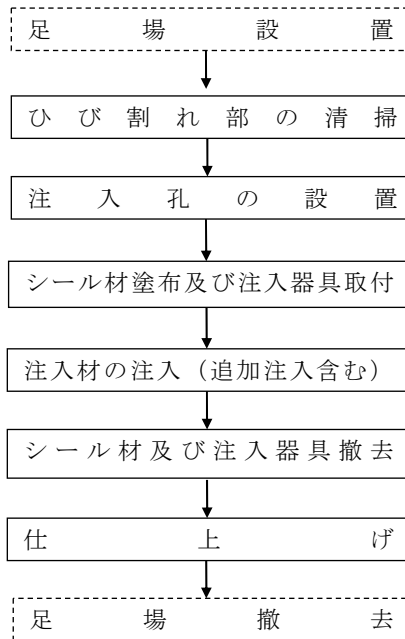 足場設置
ひび割れ部の清掃
注入孔の設置
シール材塗布及び注入器具取付
注入材の注入（追加注入含む）
シール材及び注入器具撤去
仕上げ
足場撤去